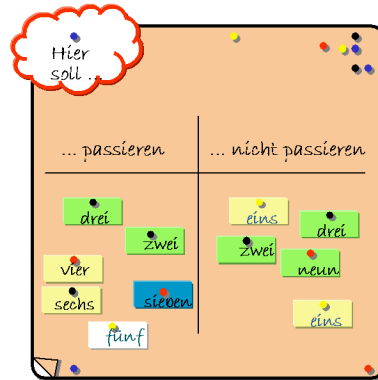 Hier
soll ...
... passieren
... nicht passieren
drei
zwei
vier
sechs
sieben
fünf
eins
drei
zwei
neun
eins